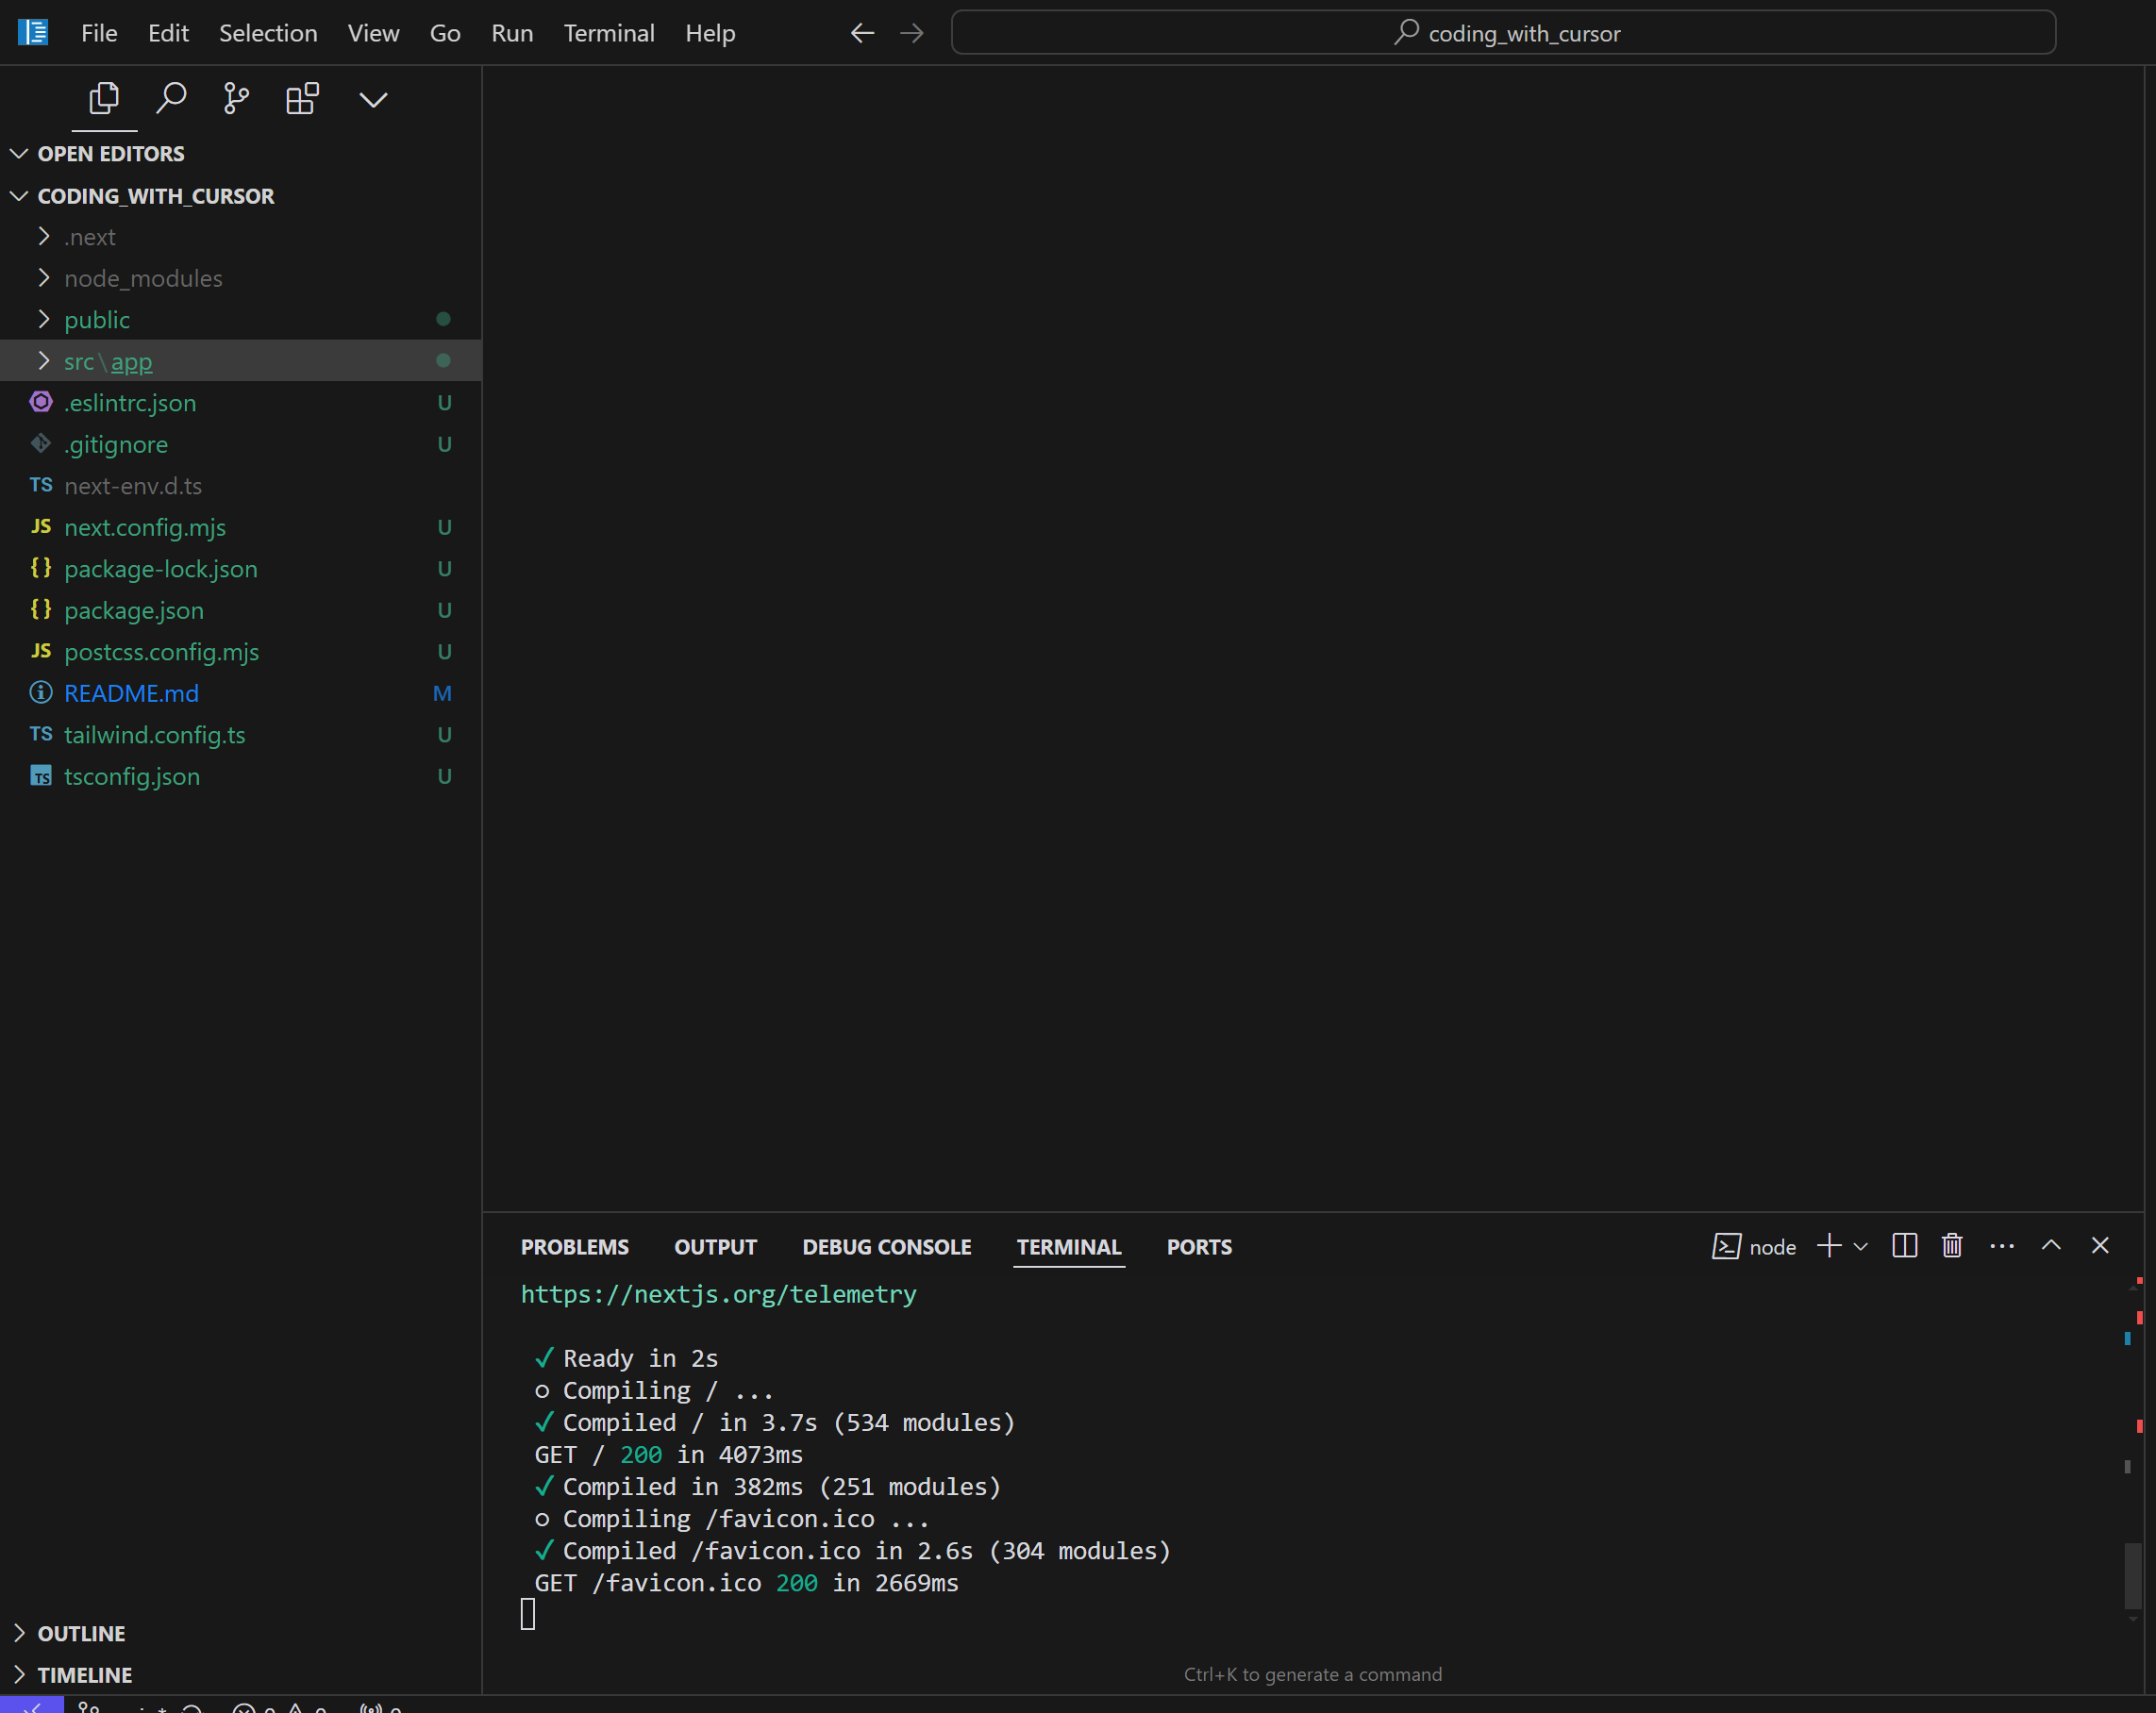 File Edit Selection View Go Run Terminal Help
coding_with_cursor
OPEN EDITORS
CODING_WITH_CURSOR
.next
node_modules
public
src\app
.eslintrc.json U
.gitignore U
TS next-env.d.ts
JS next.config.mjs U
{} package-lock.json U
{} package.json U
JS postcss.config.mjs U
README.md M
TS tailwind.config.ts U
TS tsconfig.json U
OUTLINE
TIMELINE
PROBLEMS OUTPUT DEBUG CONSOLE TERMINAL PORTS
node
https://nextjs.org/telemetry
✓ Ready in 2s
○ Compiling / ...
✓ Compiled / in 3.7s (534 modules)
GET / 200 in 4073ms
✓ Compiled in 382ms (251 modules)
○ Compiling /favicon.ico ...
✓ Compiled /favicon.ico in 2.6s (304 modules)
GET /favicon.ico 200 in 2669ms
Ctrl+K to generate a command